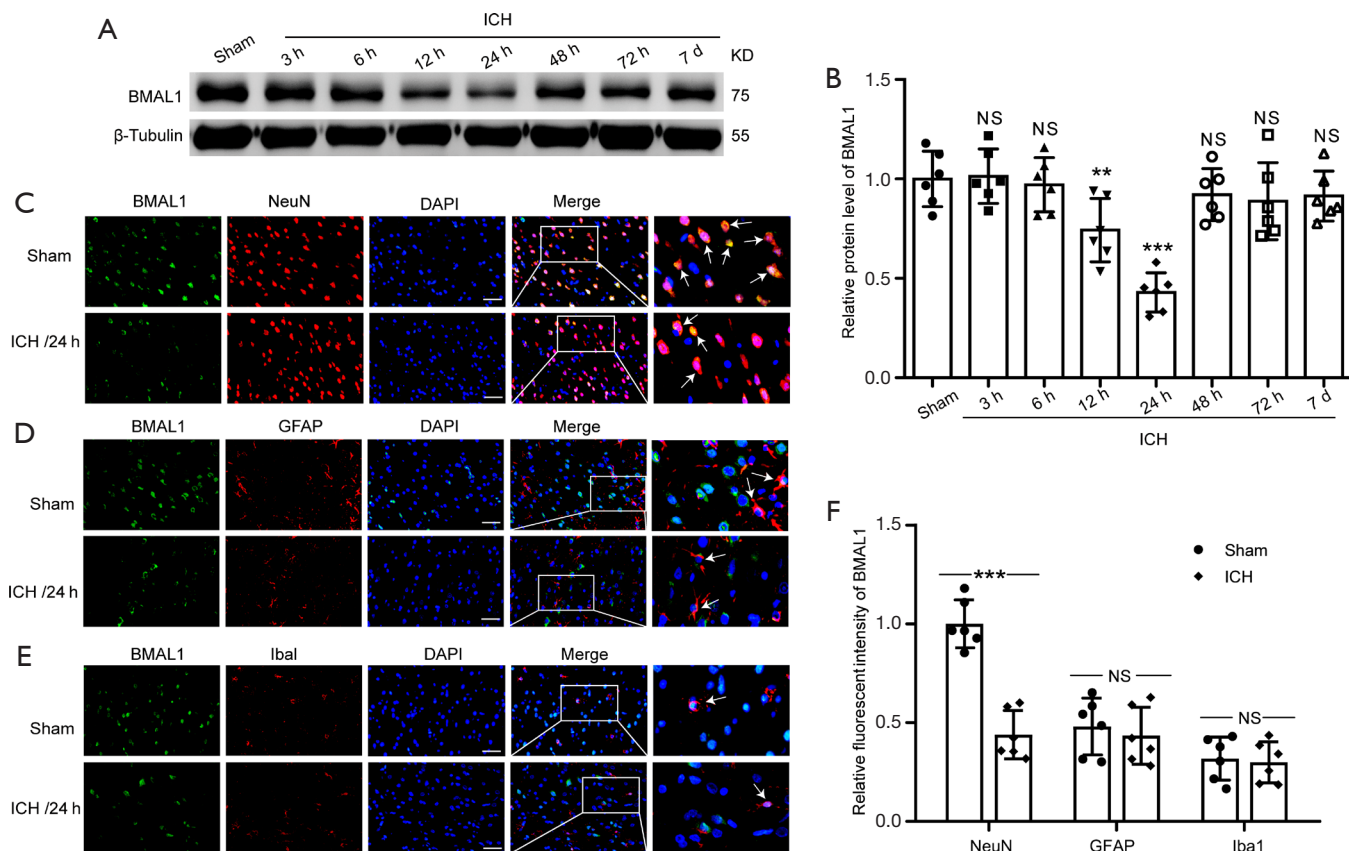 A
ICH
Sham
3 h
6 h
12 h
24 h
48 h
72 h
7 d
KD
BMAL1
75
β-Tubulin
55
B
Relative protein level of BMAL1
1.5
1.0
0.5
0.0
NS
NS
**
***
NS
NS
NS
Sham
3 h
6 h
12 h
24 h
48 h
72 h
7 d
ICH
C
BMAL1
NeuN
DAPI
Merge
Sham
ICH /24 h
D
BMAL1
GFAP
DAPI
Merge
Sham
ICH /24 h
E
BMAL1
Ibal
DAPI
Merge
Sham
ICH /24 h
F
Relative fluorescent intensity of BMAL1
1.5
1.0
0.5
0.0
Sham
ICH
***
NS
NS
NeuN
GFAP
Iba1